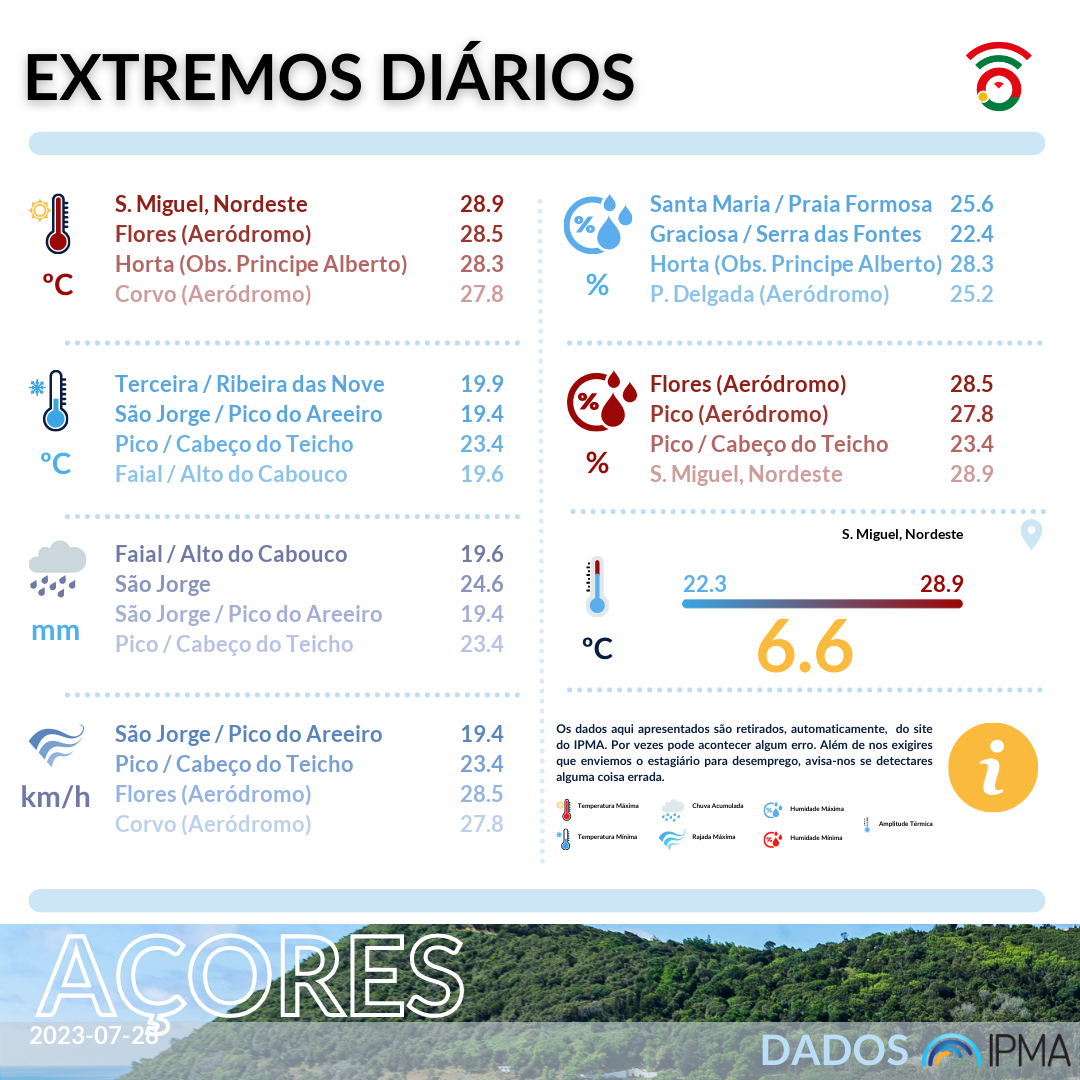 EXTREMOS DIÁRIOS
S. Miguel, Nordeste 28.9
Flores (Aeródromo) 28.5
Horta (Obs. Principe Alberto) 28.3
Corvo (Aeródromo) 27.8
ºC
Terceira / Ribeira das Nove 19.9
São Jorge / Pico do Areeiro 19.4
Pico / Cabeço do Teicho 23.4
Faial / Alto do Cabouco 19.6
ºC
Faial / Alto do Cabouco 19.6
São Jorge 24.6
São Jorge / Pico do Areeiro 19.4
Pico / Cabeço do Teicho 23.4
mm
São Jorge / Pico do Areeiro 19.4
Pico / Cabeço do Teicho 23.4
Flores (Aeródromo) 28.5
Corvo (Aeródromo) 27.8
km/h
%
Santa Maria / Praia Formosa 25.6
Graciosa / Serra das Fontes 22.4
Horta (Obs. Principe Alberto) 28.3
P. Delgada (Aeródromo) 25.2
%
%
Flores (Aeródromo) 28.5
Pico (Aeródromo) 27.8
Pico / Cabeço do Teicho 23.4
S. Miguel, Nordeste 28.9
%
S. Miguel, Nordeste
22.3 28.9
6.6
ºC
Os dados aqui apresentados são retirados, automaticamente, do site
do IPMA. Por vezes pode acontecer algum erro. Além de nos exigires
que enviemos o estagiário para desemprego, avisa-nos se detectares
alguma coisa errada.
i
Temperatura Máxima Chuva Acumulada Humidade Máxima
Amplitude Térmica
Temperatura Mínima Rajada Máxima Humidade Mínima
AÇORES
2023-07-28
DADOS IPMA